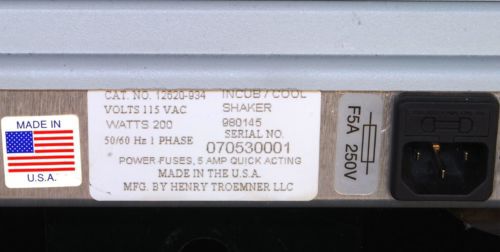 MADE IN
U.S.A.
CAT. NO. 12620-934 INCUB / COOL
VOLTS 115 VAC SHAKER
WATTS 200 980145
50/60 Hz 1 PHASE SERIAL NO.
070530001
POWER-FUSES, 5 AMP QUICK ACTING
MADE IN THE U.S.A.
MFG. BY HENRY TROEMNER LLC
F5A 250V